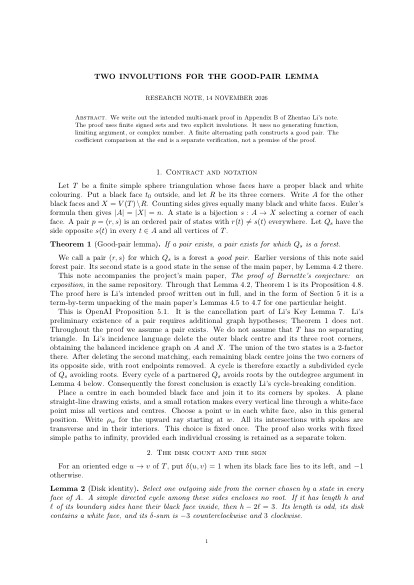 TWO INVOLUTIONS FOR THE GOOD-PAIR LEMMA
RESEARCH NOTE, 14 NOVEMBER 2026
Abstract. We write out the intended multi-mark proof in Appendix B of Zhentao Li's note.
The proof uses finite signed sets and two explicit involutions. It uses no generating function,
limiting argument, or complex number. A finite alternating path constructs a good pair. The
coefficient comparison at the end is a separate verification, not a premise of the proof.
1. Contract and notation
Let T be a finite simple sphere triangulation whose faces have a proper black and white
colouring. Put a black face t₀ outside, and let R be its three corners. Write A for the other
black faces and X = V(T) \ R. Counting sides gives equally many black and white faces. Euler's
formula then gives |A| = |X| = n. A state is a bijection s : A → X selecting a corner of each
face. A pair p = (r, s) is an ordered pair of states with r(t) ≠ s(t) everywhere. Let Qₛ have the
side opposite s(t) in every t ∈ A and all vertices of T.
Theorem 1 (Good-pair lemma). If a pair exists, a pair exists for which Qₛ is a forest.
We call a pair (r, s) for which Qₛ is a forest a good pair. Earlier versions of this note said
forest pair. Its second state is a good state in the sense of the main paper, by Lemma 4.2 there.
This accompanies the project's main paper, The proof of Barnette's conjecture: an
exposition, in the same repository. Through that Lemma 4.2, Theorem 1 is its Proposition 4.8.
The proof here is Li's intended proof written out in full, and in the form of Section 5 it is a
term-by-term unpacking of the main paper's Lemmas 4.5 to 4.7 for one particular height.
This is OpenAI Proposition 5.1. It is the cancellation part of Li's Key Lemma 7. Li's
preliminary existence of a pair requires additional graph hypotheses; Theorem 1 does not.
Throughout the proof we assume a pair exists. We do not assume that T has no separating
triangle. In Li's incidence language delete the outer black centre and its three root corners,
obtaining the balanced incidence graph on A and X. The union of two states is a 2-factor
there. After deleting the second matching, each remaining black centre joins the two corners of
its opposite side, with root endpoints removed. A cycle is therefore exactly a subdivided cycle
of Qₛ avoiding roots. Every cycle of a partnered Qₛ avoids roots by the outdegree argument in
Lemma 4 below. Consequently the forest conclusion is exactly Li's cycle-breaking condition.
Place a centre in each bounded black face and join it to its corners by spokes. A plane
straight-line drawing exists, and a small rotation makes every vertical line through a white-face
point miss all vertices and centres. Choose a point w in each white face, also in this general
position. Write ρ for the upward ray starting at w. All its intersections with spokes are
transverse and in their interiors. This choice is fixed once. The proof also works with fixed
simple paths to infinity, provided each individual crossing is retained as a separate token.
2. The disk count and the sign
For an oriented edge u → v of T, put δ(u, v) = 1 when its black face lies to its left, and −1
otherwise.
Lemma 2 (Disk identity). Select one outgoing side from the corner chosen by a state in every
face of A. A simple directed cycle among these sides encloses no root. If it has length h and
ℓ of its boundary sides have their black face inside, then h − 2ℓ = 3. Its length is odd, its disk
contains a white face, and its δ-sum is −3 counterclockwise and 3 clockwise.
1